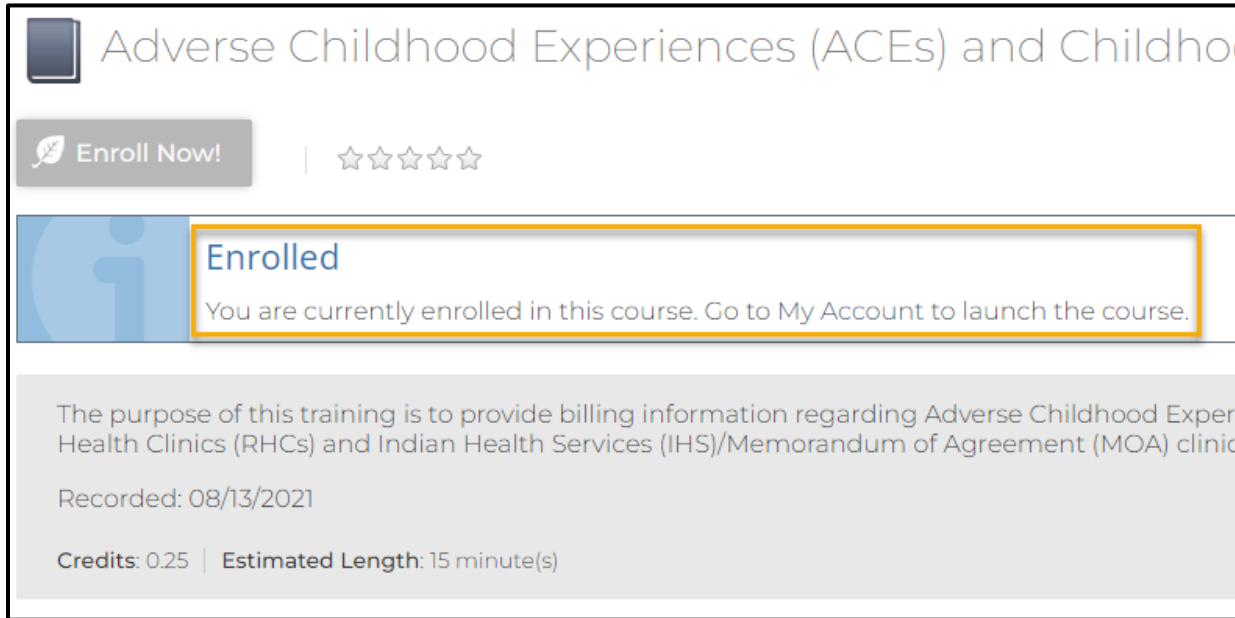 Adverse Childhood Experiences (ACEs) and
Enroll Now!
Enrolled
You are currently enrolled in this course. Go to My Account to launch the course.
The purpose of this training is to provide billing information regarding Adverse Childhood
Health Clinics (RHCs) and Indian Health Services (IHS)/Memorandum of Agreement (MOA)
Recorded: 08/13/2021
Credits: 0.25 | Estimated Length: 15 minute(s)